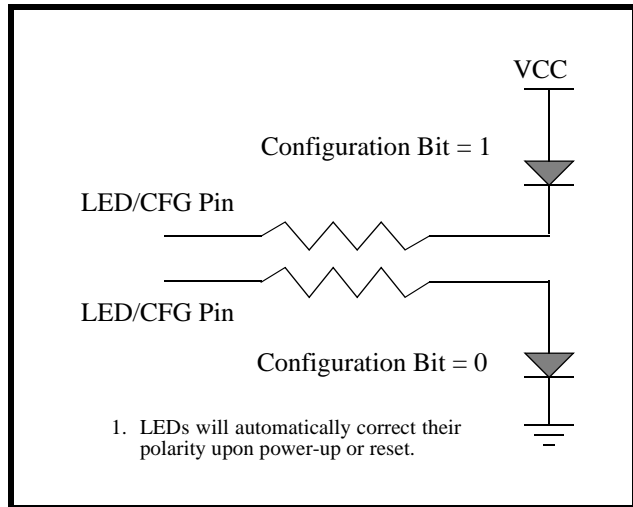 VCC
Configuration Bit = 1
LED/CFG Pin
LED/CFG Pin
Configuration Bit = 0
1. LEDs will automatically correct their
polarity upon power-up or reset.